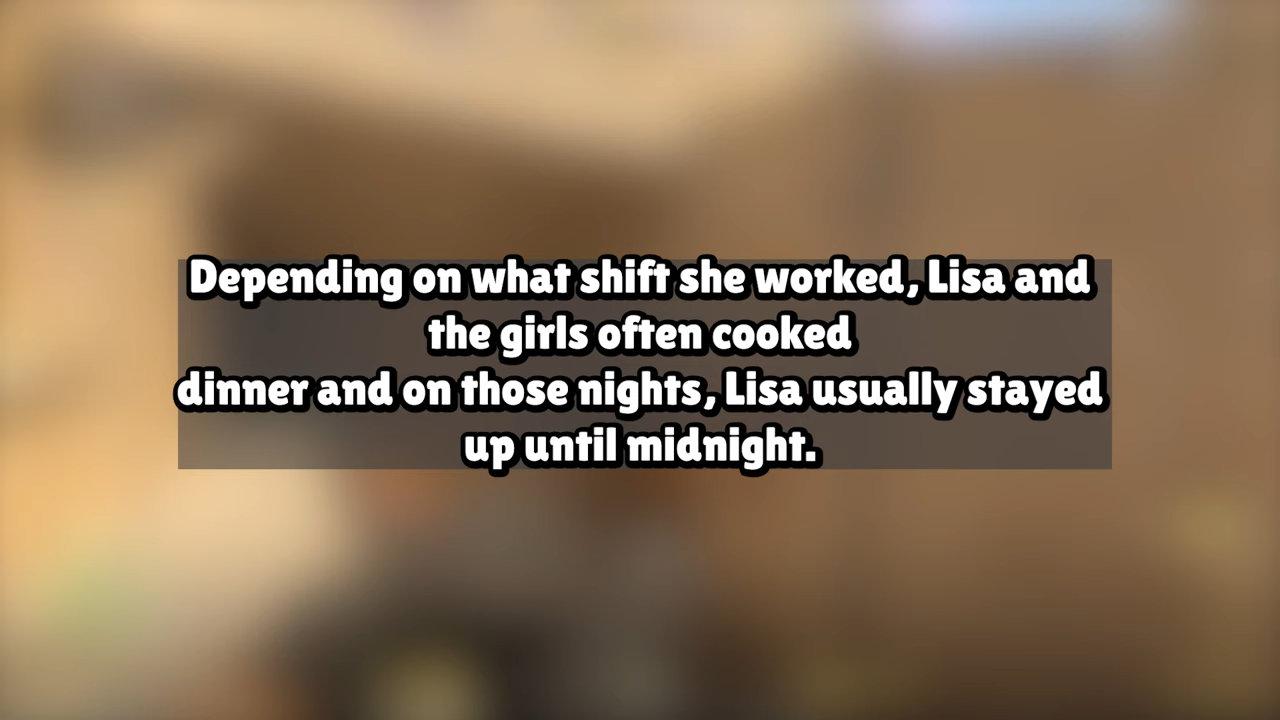 Depending on what shift she worked, Lisa and
the girls often cooked
dinner and on those nights, Lisa usually stayed
up until midnight.